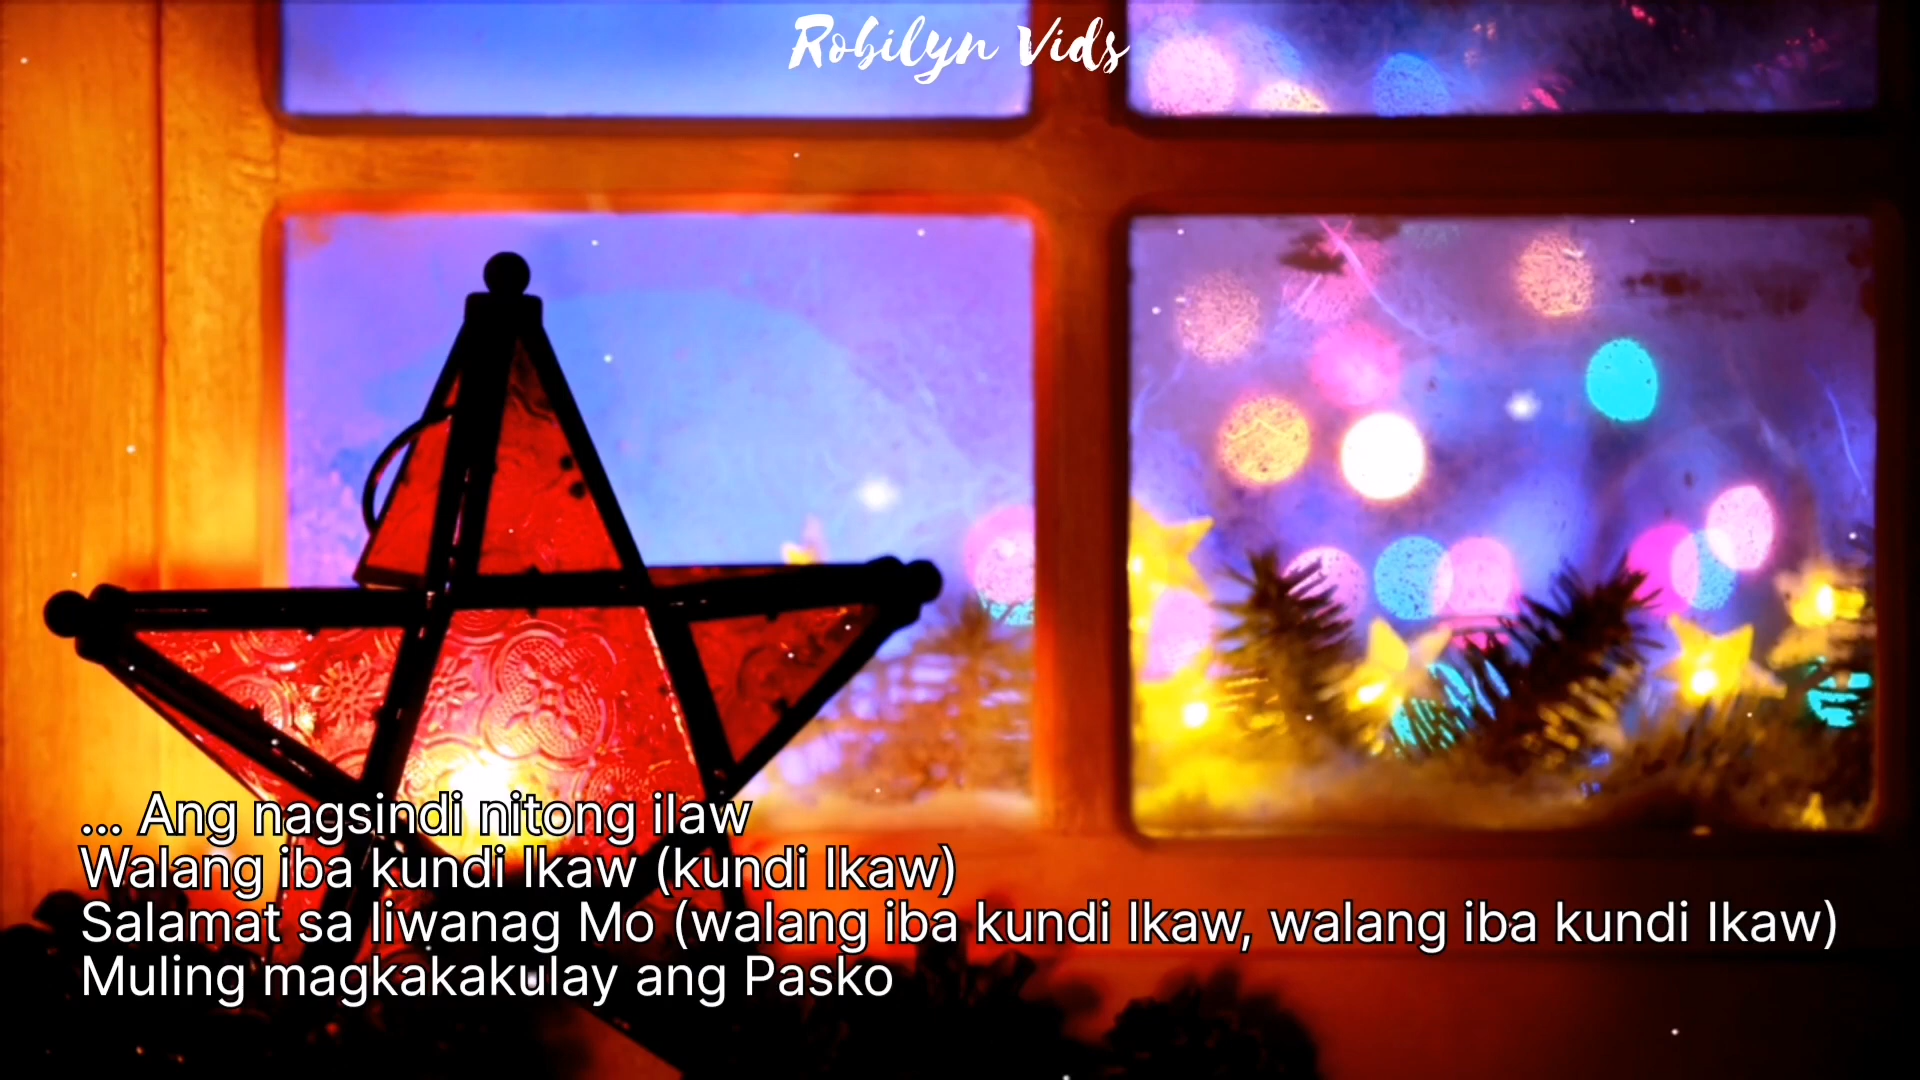 Robilyn Vids
... Ang nagsindi nitong ilaw
Walang iba kundi Ikaw (kundi Ikaw)
Salamat sa liwanag Mo (walang iba kundi Ikaw, walang iba kundi Ikaw)
Muling magkakakulay ang Pasko